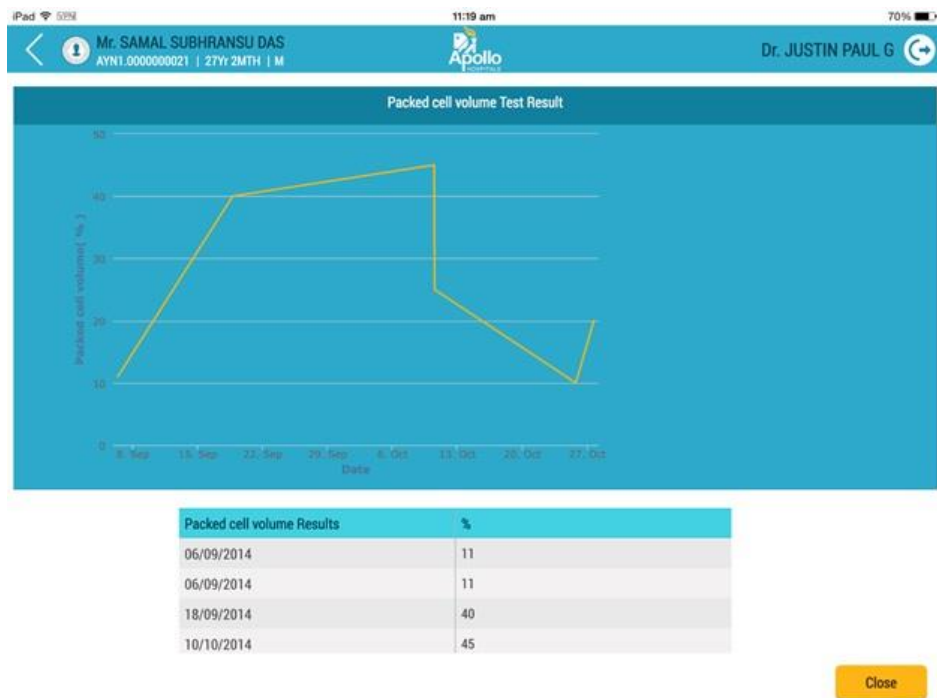 iPad 11:19 am 70%
Mr. SAMAL SUBHRANSU DAS
AYN1.0000000021 | 27Yr 2MTH | M
Apollo
HOSPITALS
Dr. JUSTIN PAUL G
Packed cell volume Test Result
50
40
30
20
10
0
Packed cell volume[ % ]
8. Sep 15. Sep 22. Sep 29. Sep 6. Oct 13. Oct 20. Oct 27. Oct
Date
Packed cell volume Results %
06/09/2014 11
06/09/2014 11
18/09/2014 40
10/10/2014 45
Close